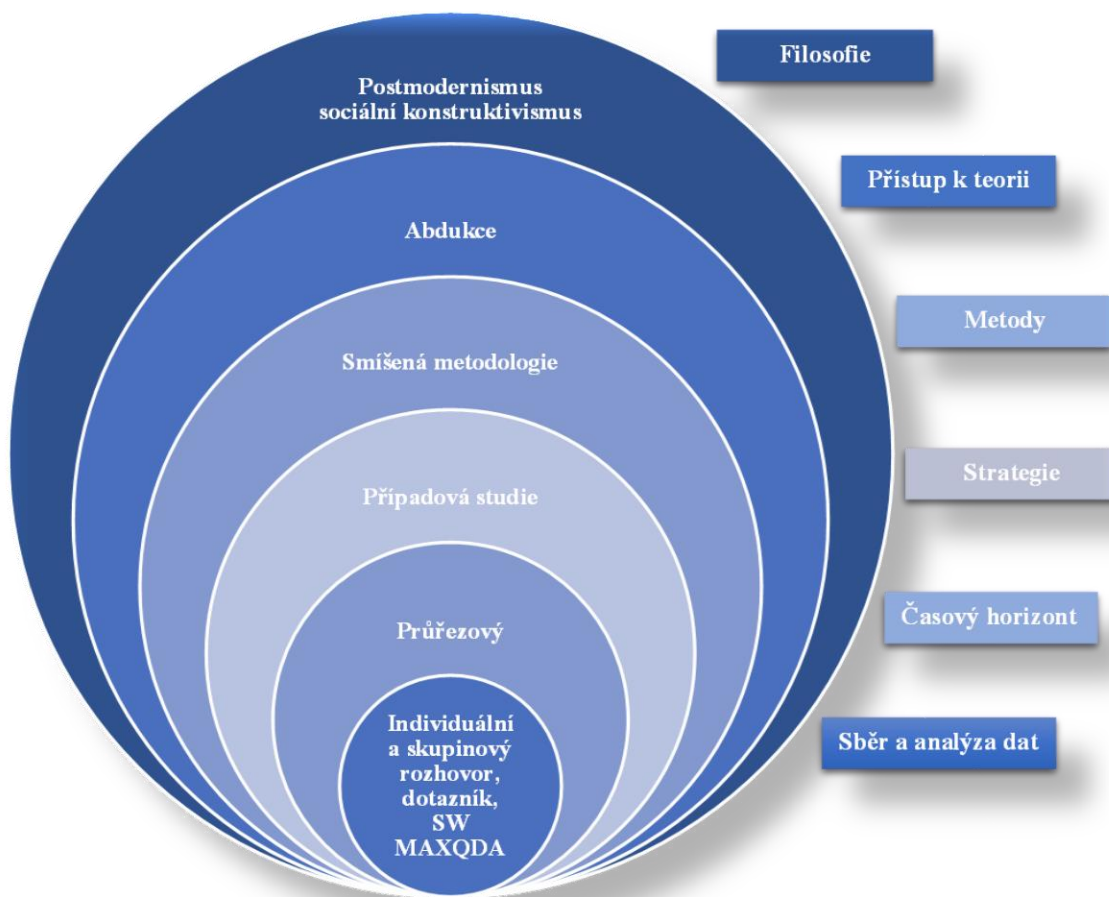 Filosofie
Postmodernismus
sociální konstruktivismus
Přístup k teorii
Abdukce
Metody
Smíšená metodologie
Strategie
Případová studie
Časový horizont
Průřezový
Sběr a analýza dat
Individuální
a skupinový
rozhovor,
dotazník,
SW
MAXQDA